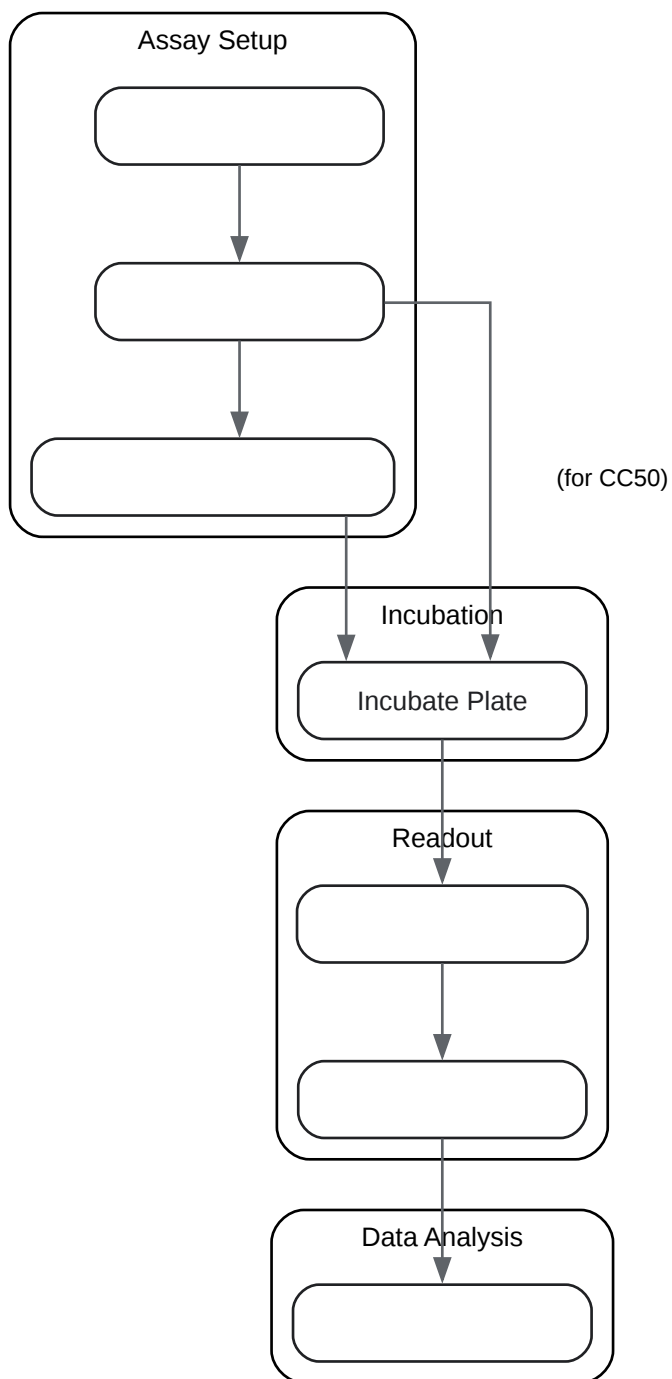 Assay Setup
(for CC50)
Incubation
Incubate Plate
Readout
Data Analysis